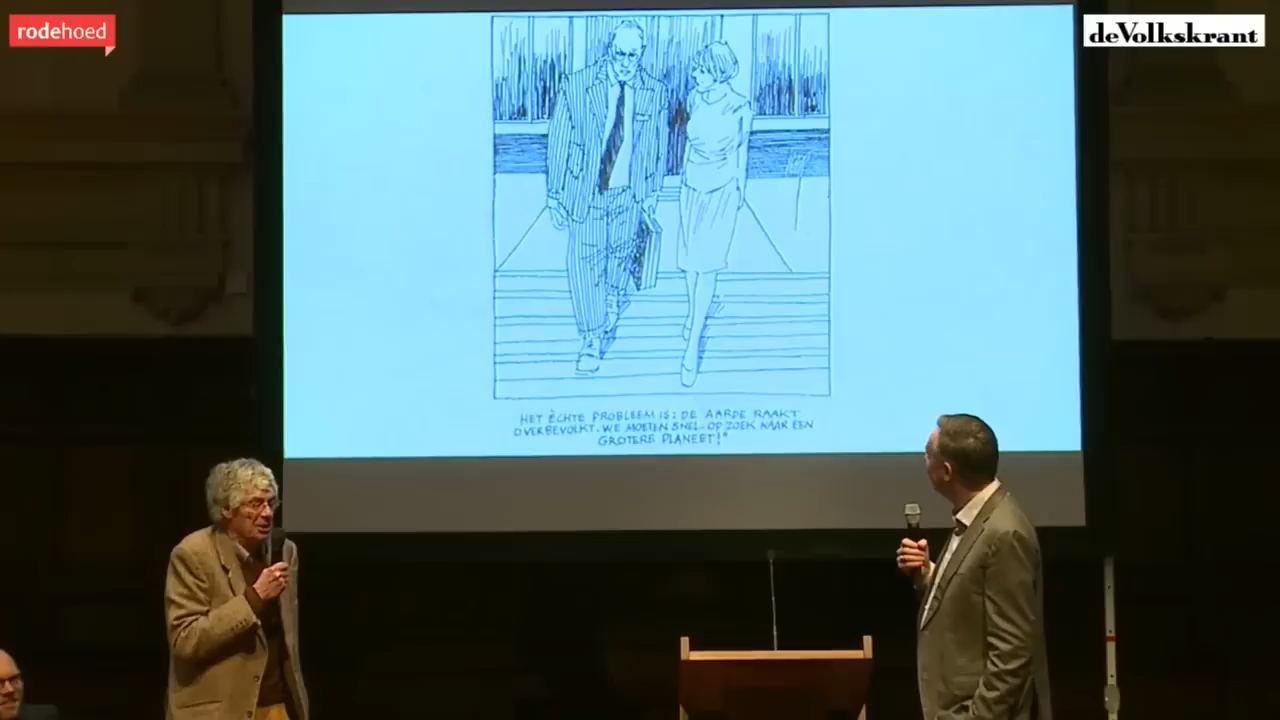 rodehoed
deVolkskrant
HET ÈCHTE PROBLEEM IS: DE AARDE RAAKT
OVERBEVOLKT. WE MOETEN SNEL OP ZOEK NAAR EEN
GROTERE PLANEET!"